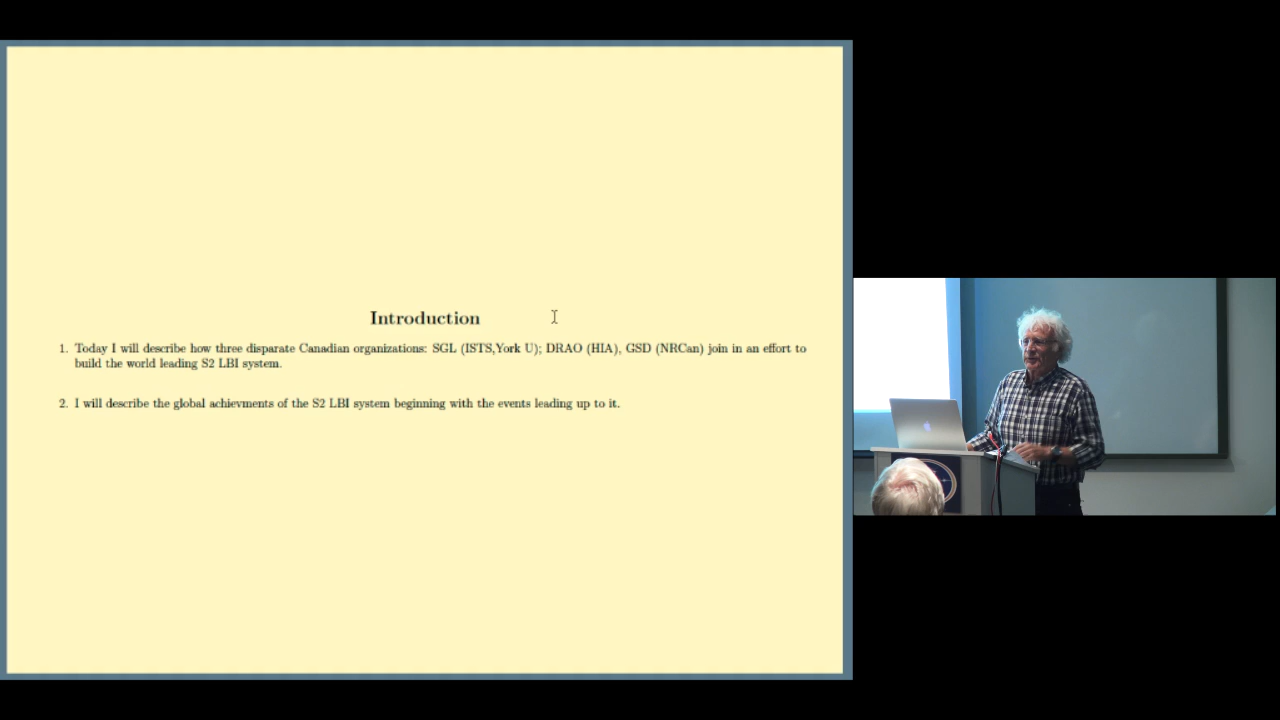 Introduction
1. Today I will describe how three disparate Canadian organizations: SGL (ISTS,York U); DRAO (HIA), GSD (NRCan) join in an effort to
build the world leading S2 LBI system.
2. I will describe the global achievments of the S2 LBI system beginning with the events leading up to it.